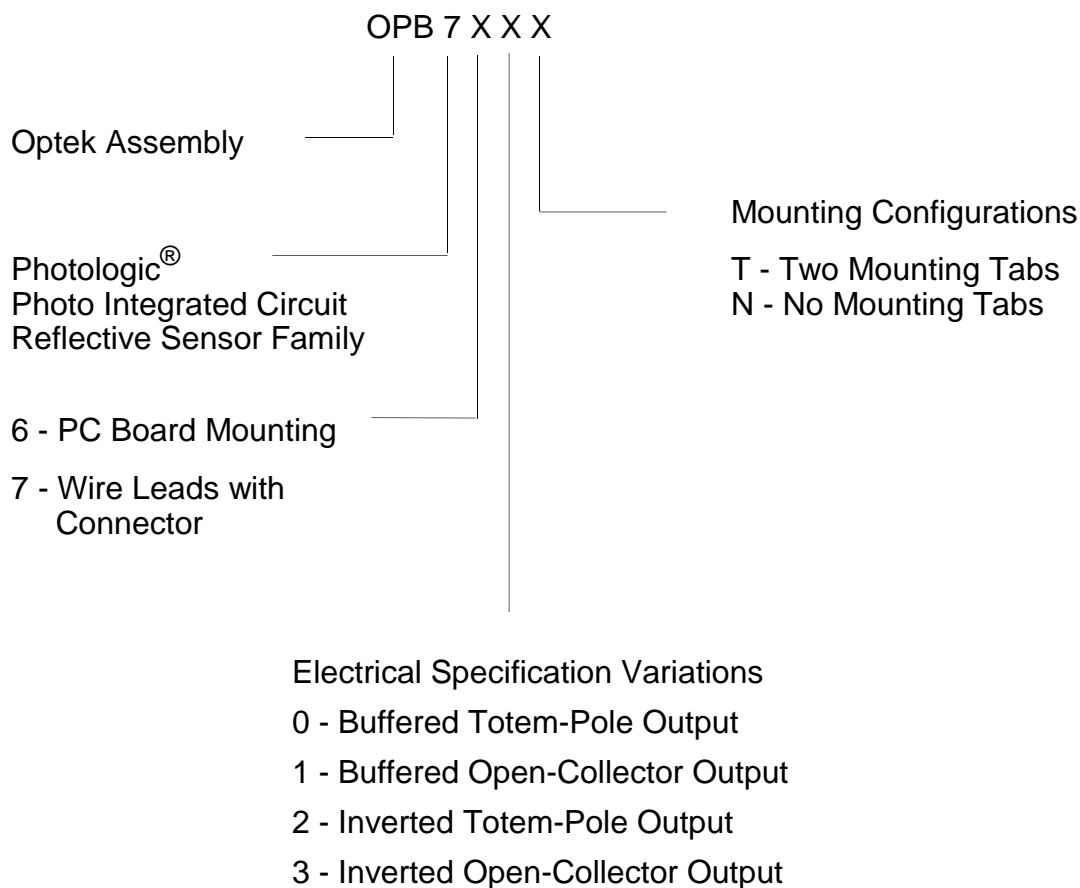 OPB 7 X X X
Optek Assembly
Mounting Configurations
T - Two Mounting Tabs
N - No Mounting Tabs
Photologic®
Photo Integrated Circuit
Reflective Sensor Family
6 - PC Board Mounting
7 - Wire Leads with
Connector
Electrical Specification Variations
0 - Buffered Totem-Pole Output
1 - Buffered Open-Collector Output
2 - Inverted Totem-Pole Output
3 - Inverted Open-Collector Output